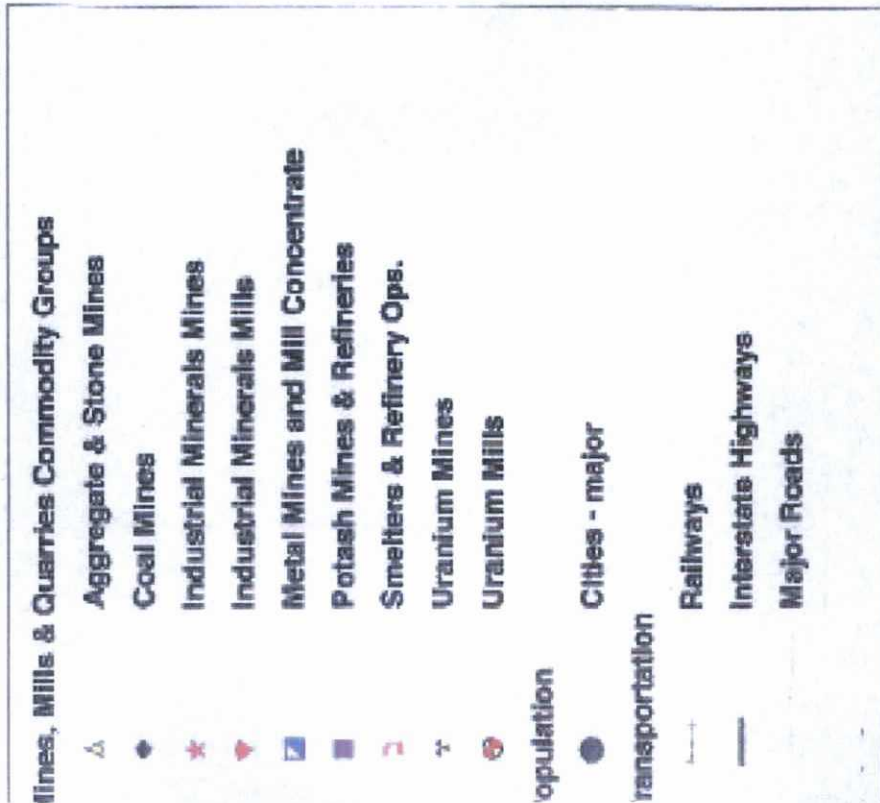 Mines, Mills & Quarries Commodity Groups
Aggregate & Stone Mines
Coal Mines
Industrial Minerals Mines
Industrial Minerals Mills
Metal Mines and Mill Concentrate
Potash Mines & Refineries
Smelters & Refinery Ops.
Uranium Mines
Uranium Mills
opulation
Cities - major
ransportation
Railways
Interstate Highways
Major Roads